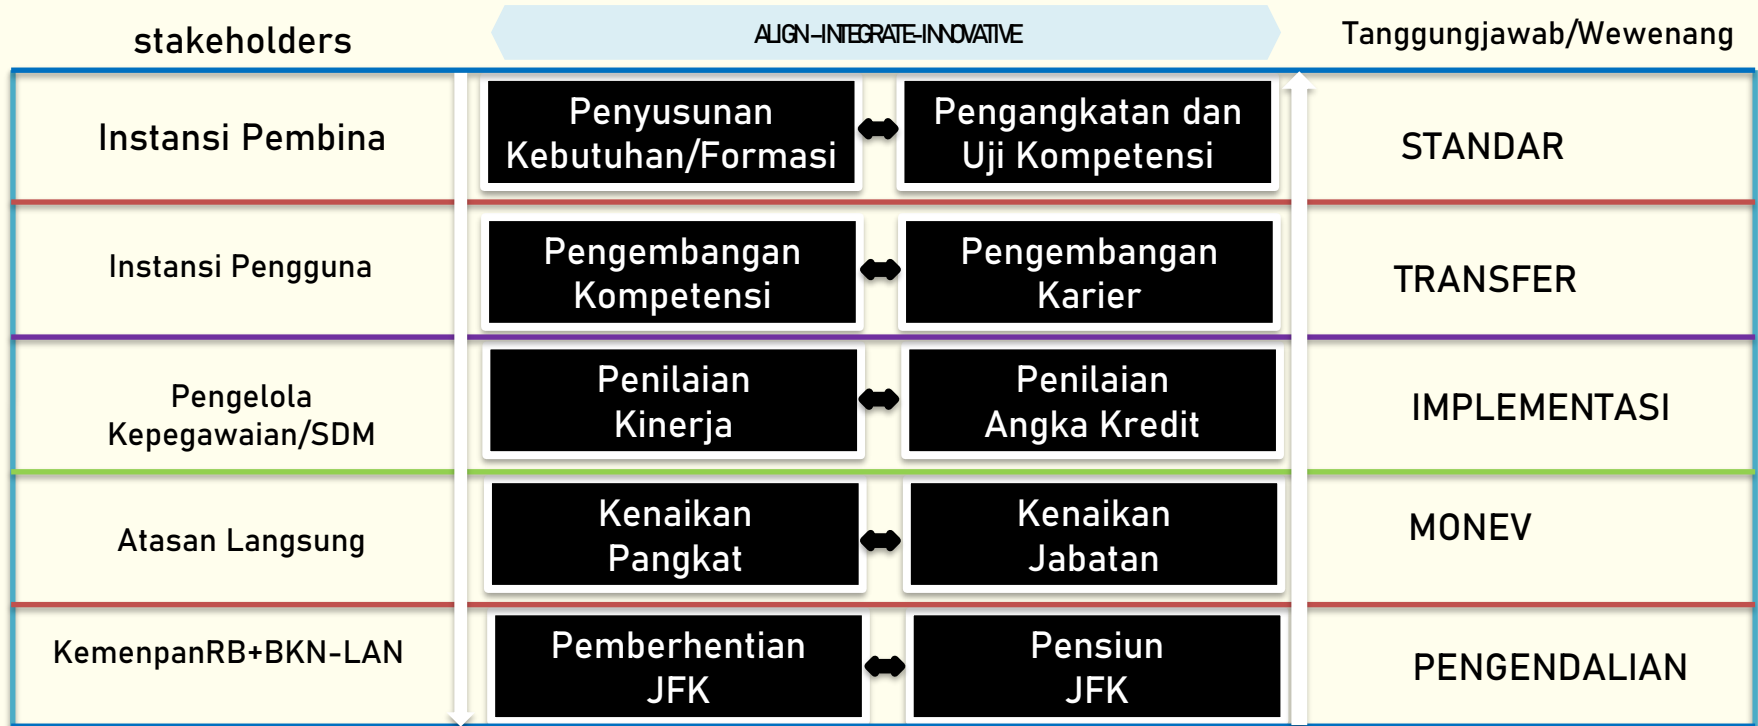 stakeholders
ALIGN-INTEGRATE-INNOVATIVE
Tanggungjawab/Wewenang
Instansi Pembina
Penyusunan
Kebutuhan/Formasi
Pengangkatan dan
Uji Kompetensi
STANDAR
Instansi Pengguna
Pengembangan
Kompetensi
Pengembangan
Karier
TRANSFER
Pengelola
Kepegawaian/SDM
Penilaian
Kinerja
Penilaian
Angka Kredit
IMPLEMENTASI
Atasan Langsung
Kenaikan
Pangkat
Kenaikan
Jabatan
MONEV
KemenpanRB+BKN-LAN
Pemberhentian
JFK
Pensiun
JFK
PENGENDALIAN